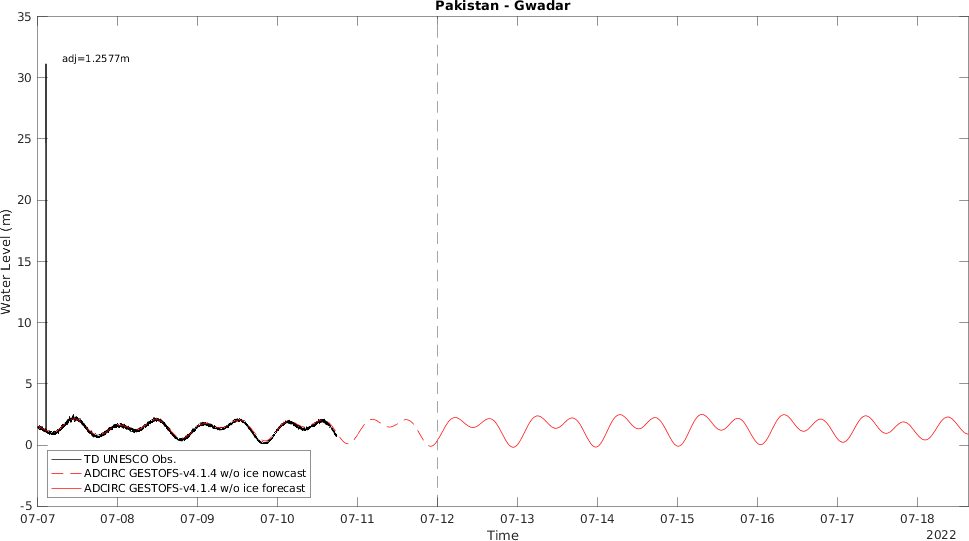 Pakistan - Gwadar
35
adj=1.2577m
30
25
20
15
10
5
0
-5
Water Level (m)
TD UNESCO Obs.
ADCIRC GESTOFS-v4.1.4 w/o ice nowcast
ADCIRC GESTOFS-v4.1.4 w/o ice forecast
07-07 07-08 07-09 07-10 07-11 07-12 07-13 07-14 07-15 07-16 07-17 07-18
Time
2022